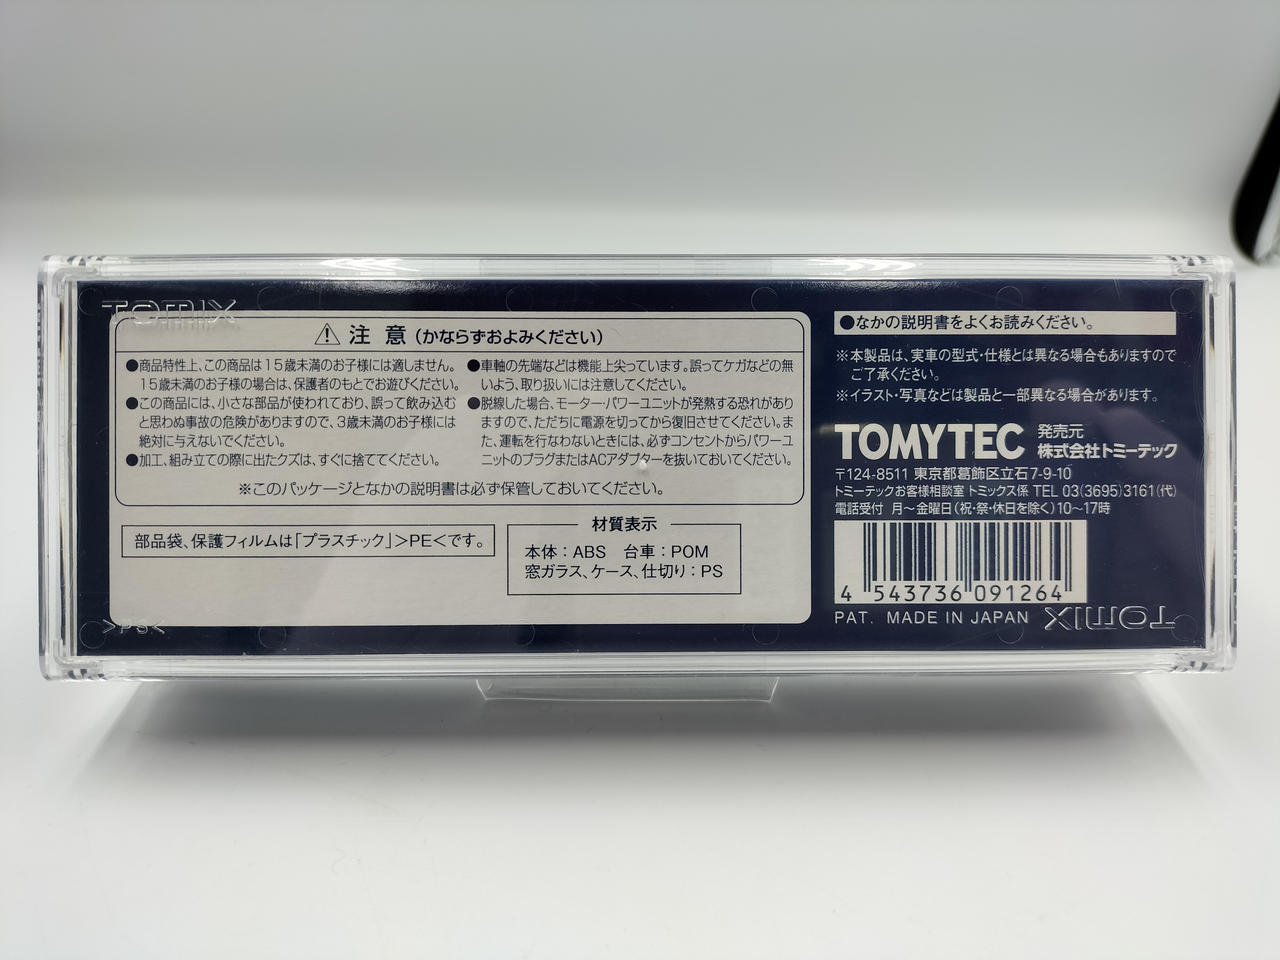 TOMIX
⚠ 注意(かならずおよみください)
●商品特性上、この商品は15歳未満のお子様には適しません。
15歳未満のお子様の場合は、保護者のもとでお遊びください。
●この商品には、小さな部品が使われており、誤って飲み込む
と思わぬ事故の危険がありますので、3歳未満のお子様には
絶対に与えないでください。
●加工、組み立ての際に出たクズは、すぐに捨ててください。
●車軸の先端などは機能上尖っています。誤ってケガなどの無
いよう、取り扱いには注意してください。
●脱線した場合、モーター・パワーユニットが発熱する恐れがあり
ますので、ただちに電源を切ってから復旧させてください。ま
た、運転を行なわないときには、必ずコンセントからパワーユ
ニットのプラグまたはACアダプターを抜いておいてください。
※このパッケージとなかの説明書は必ず保管しておいてください。
部品袋、保護フィルムは「プラスチック」>PE<です。
材質表示
本体:ABS 台車:POM
窓ガラス、ケース、仕切り:PS
>PS<
●なかの説明書をよくお読みください。
※本製品は、実車の型式・仕様とは異なる場合もありますので
ご了承ください。
※イラスト・写真などは製品と一部異なる場合があります。
TOMYTEC 発売元
株式会社トミーテック
〒124-8511 東京都葛飾区立石7-9-10
トミーテックお客様相談室 トミックス係 TEL 03(3695)3161(代)
電話受付 月〜金曜日(祝・祭・休日を除く)10〜17時
4 543736 091264
PAT. MADE IN JAPAN
TOMIX